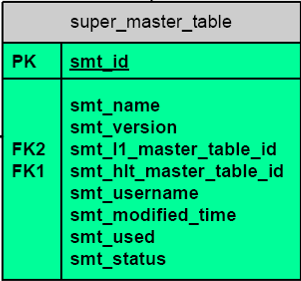 super_master_table
PK smt_id
smt_name
smt_version
FK2 smt_l1_master_table_id
FK1 smt_hlt_master_table_id
smt_username
smt_modified_time
smt_used
smt_status